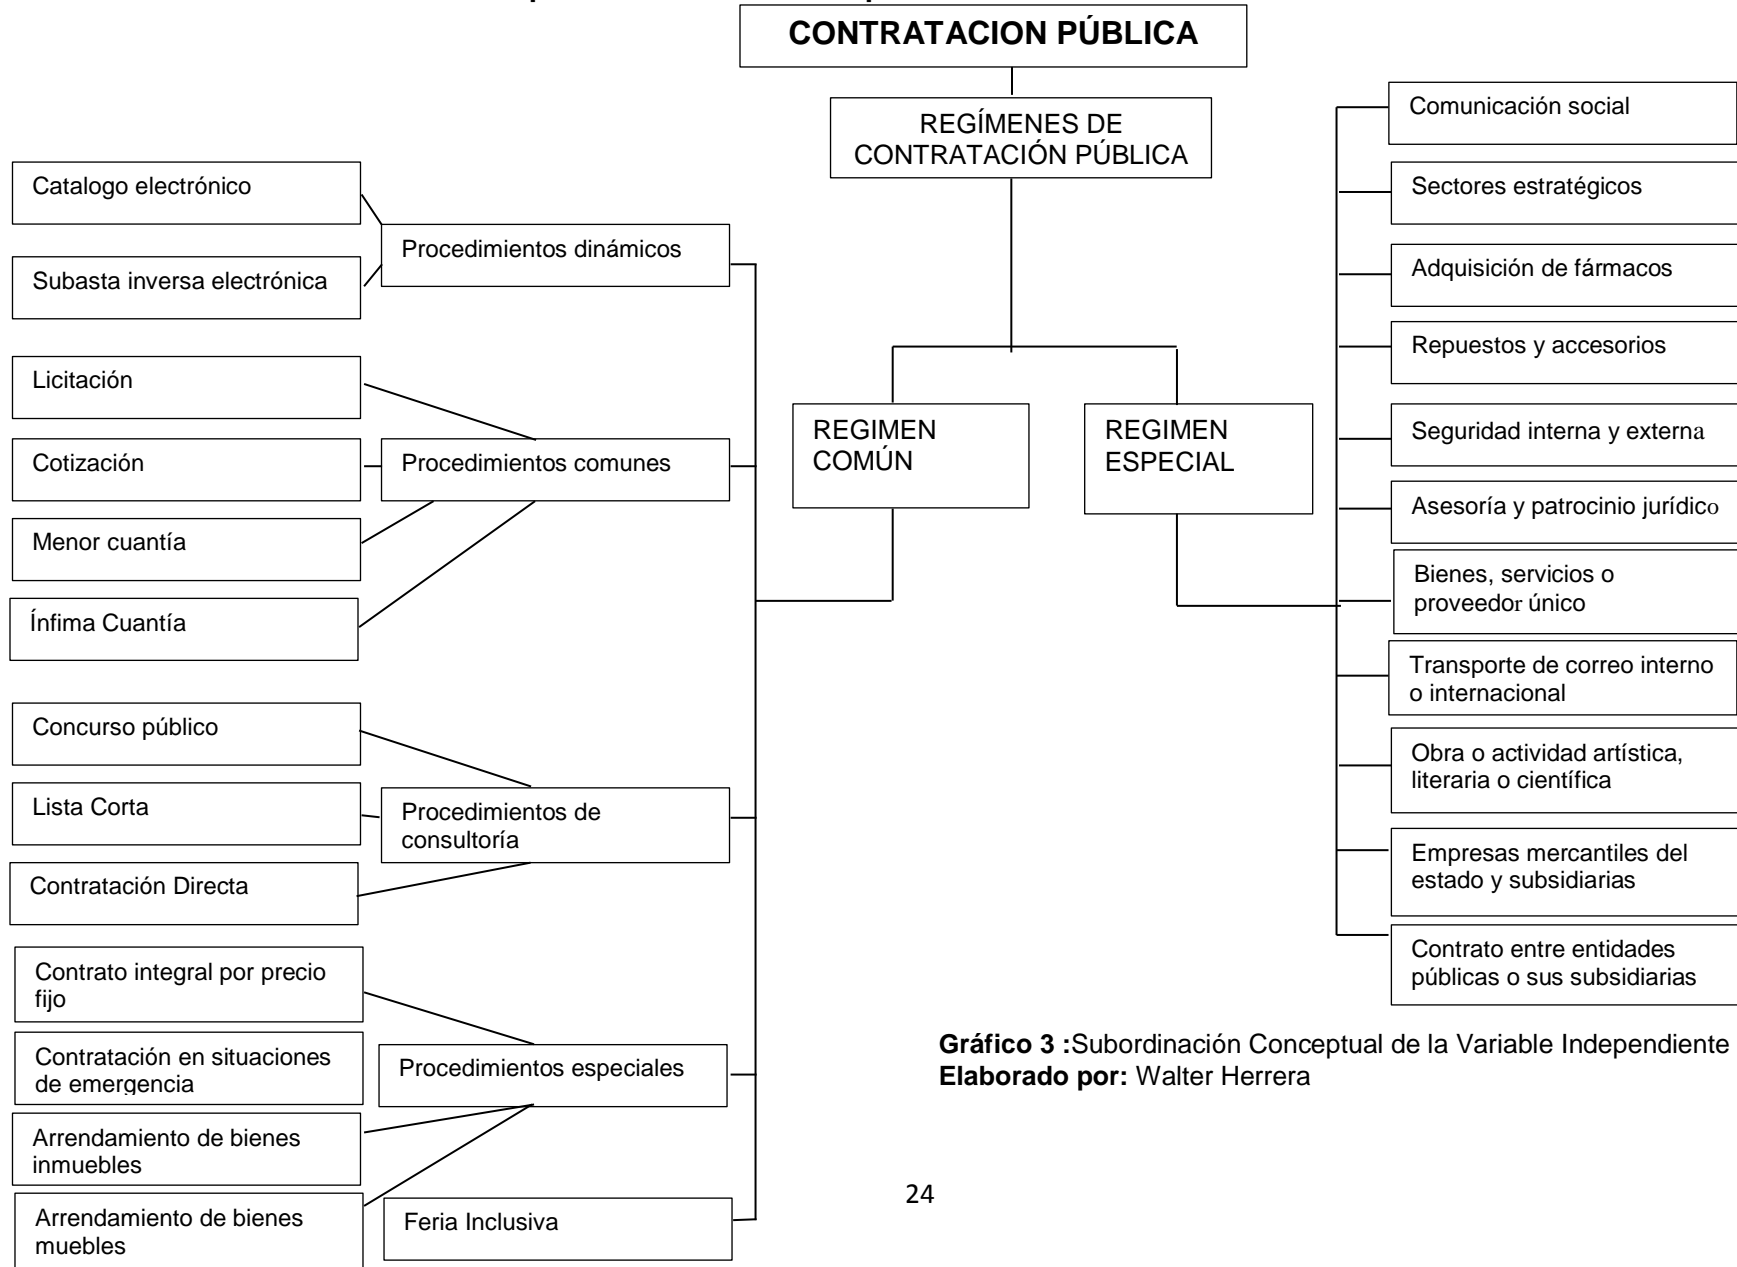 CONTRATACION PÚBLICA
REGÍMENES DE
CONTRATACIÓN PÚBLICA
REGIMEN
COMÚN
REGIMEN
ESPECIAL
Procedimientos dinámicos
Catalogo electrónico
Subasta inversa electrónica
Procedimientos comunes
Licitación
Cotización
Menor cuantía
Ínfima Cuantía
Procedimientos de
consultoría
Concurso público
Lista Corta
Contratación Directa
Procedimientos especiales
Contrato integral por precio
fijo
Contratación en situaciones
de emergencia
Arrendamiento de bienes
inmuebles
Arrendamiento de bienes
muebles
Feria Inclusiva
Comunicación social
Sectores estratégicos
Adquisición de fármacos
Repuestos y accesorios
Seguridad interna y externa
Asesoría y patrocinio jurídico
Bienes, servicios o
proveedor único
Transporte de correo interno
o internacional
Obra o actividad artística,
literaria o científica
Empresas mercantiles del
estado y subsidiarias
Contrato entre entidades
públicas o sus subsidiarias
Gráfico 3 :Subordinación Conceptual de la Variable Independiente
Elaborado por: Walter Herrera
24